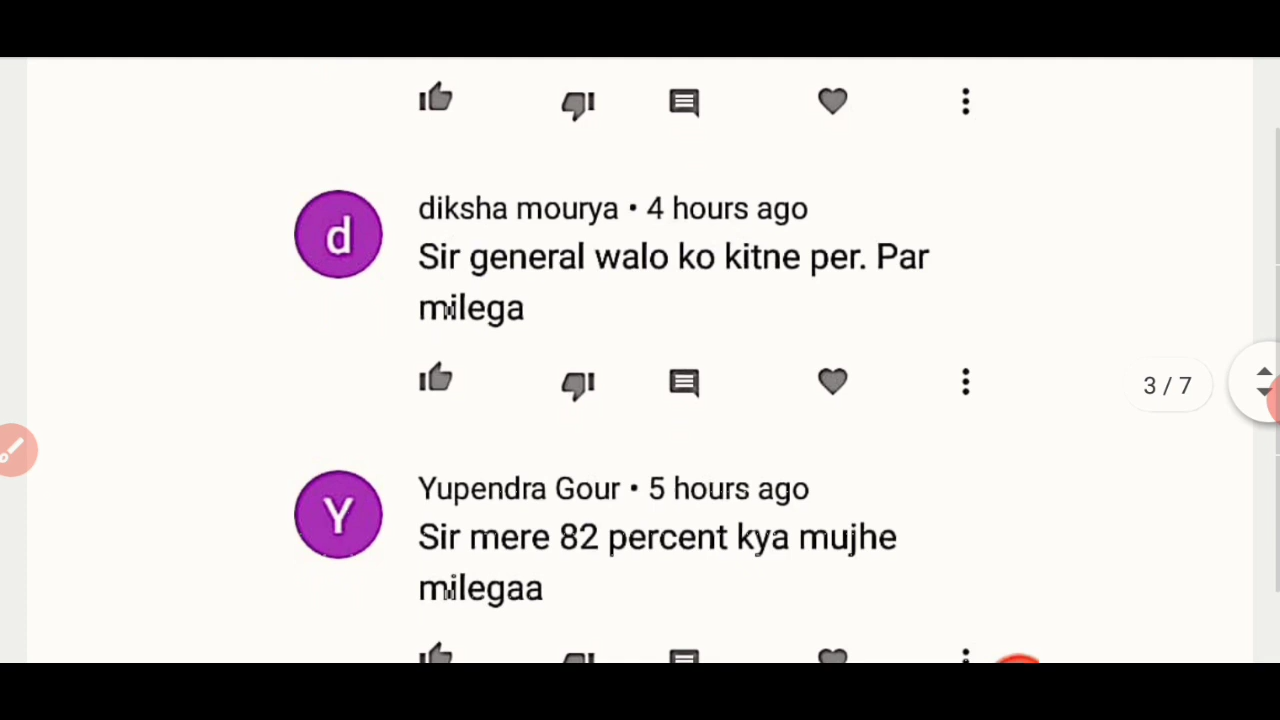 d
diksha mourya • 4 hours ago
Sir general walo ko kitne per. Par
milega
3 / 7
Y
Yupendra Gour • 5 hours ago
Sir mere 82 percent kya mujhe
milegaa